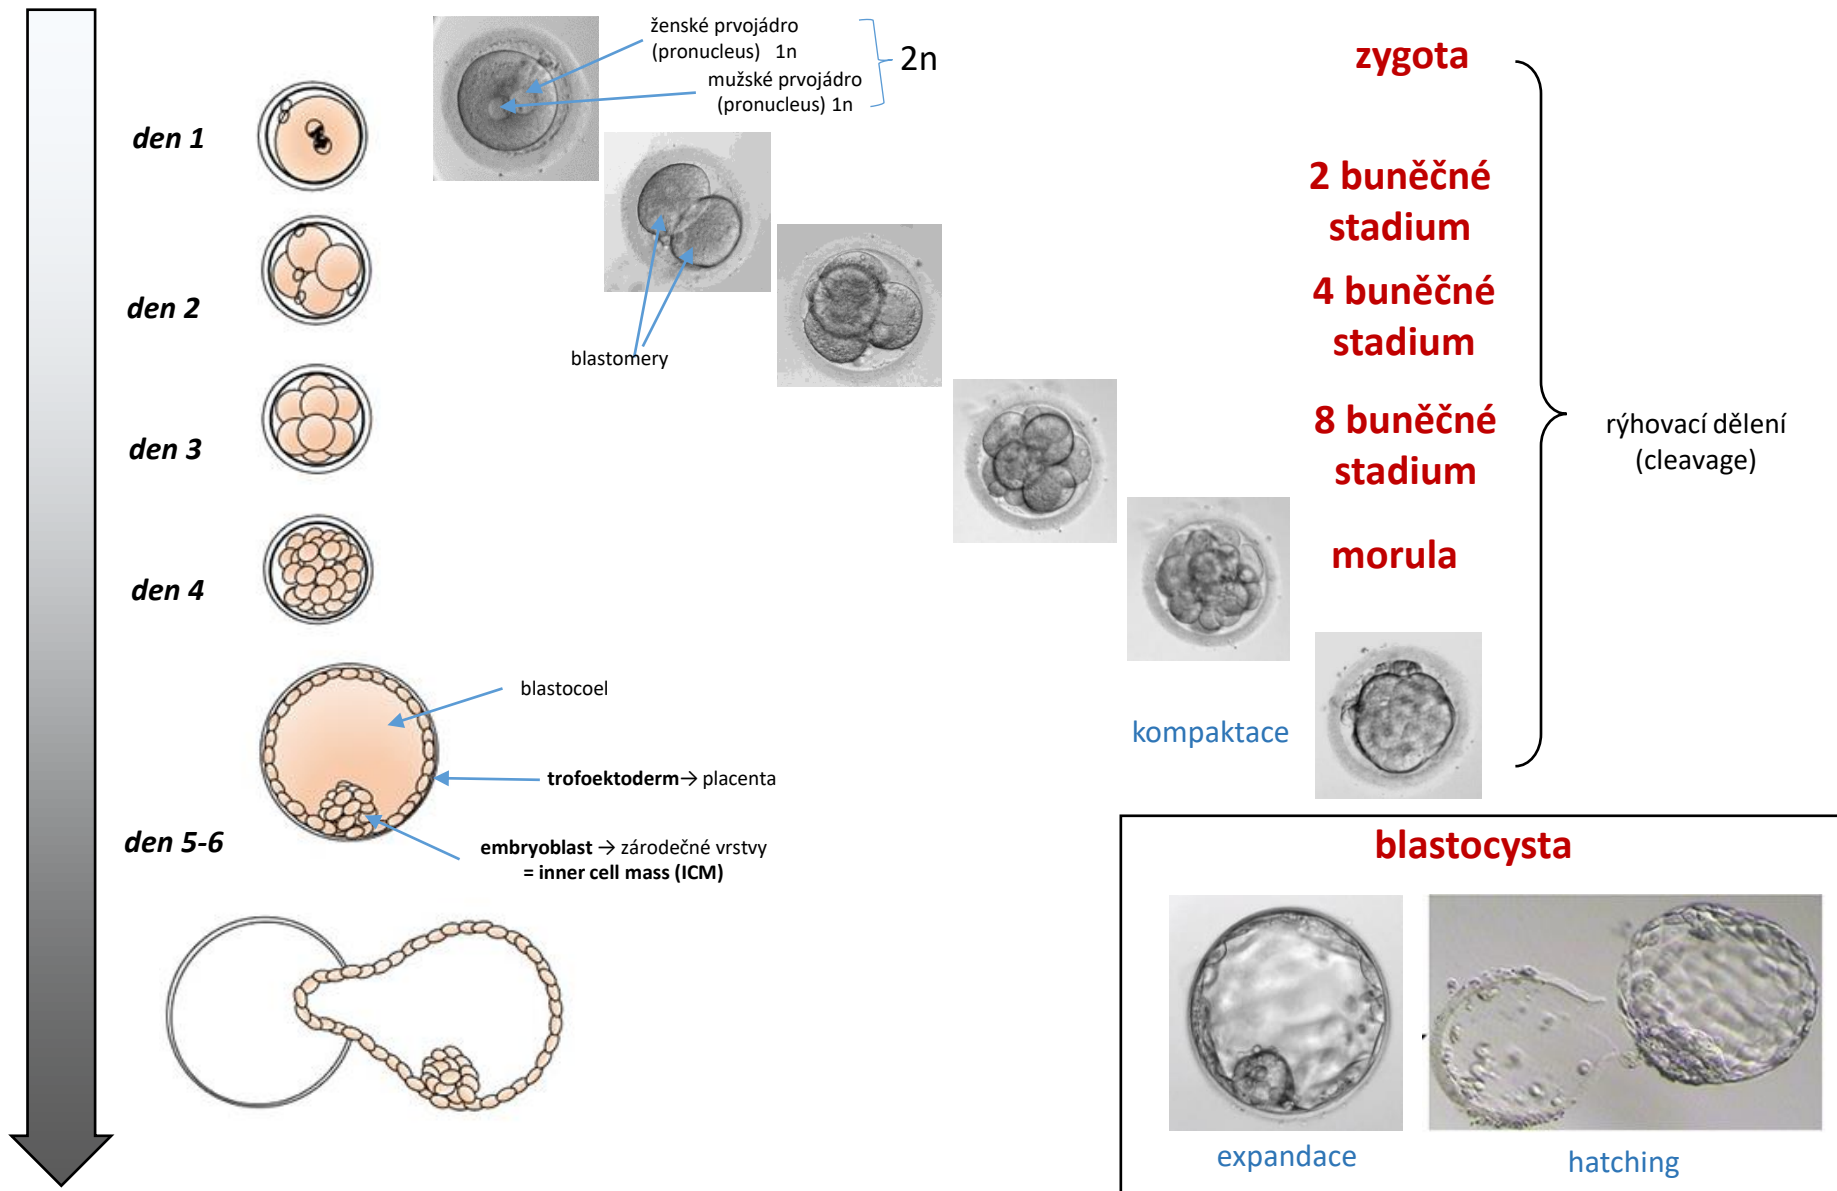 ženské prvojádro
(pronucleus) 1n
mužské prvojádro
(pronucleus) 1n
2n
zygota
den 1
2 buněčné
stadium
den 2
4 buněčné
stadium
blastomery
den 3
8 buněčné
stadium
rýhovací dělení
(cleavage)
den 4
morula
kompaktace
blastocoel
trofoektoderm→ placenta
den 5-6
embryoblast → zárodečné vrstvy
= inner cell mass (ICM)
blastocysta
expandace
hatching